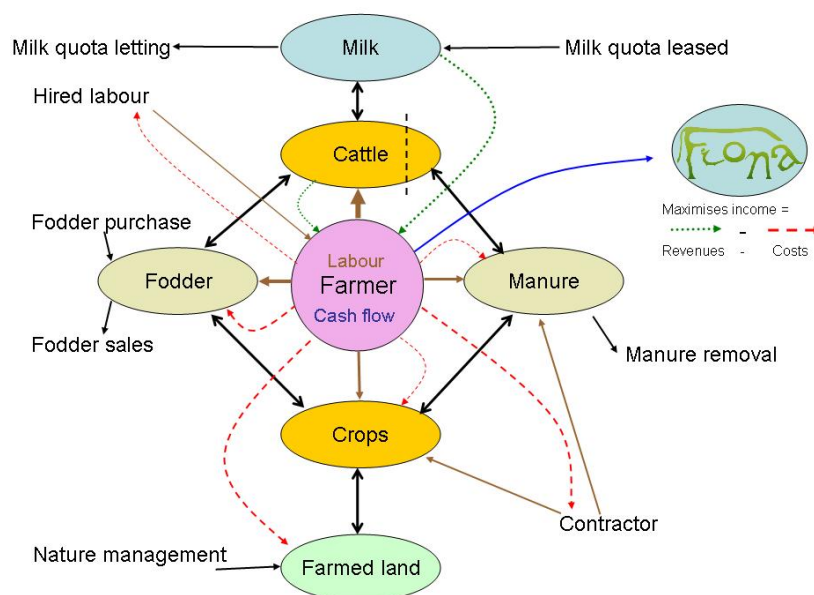 Milk quota letting
Milk
Milk quota leased
Hired labour
Cattle
Fiona
Maximises income =
Revenues - Costs
Fodder purchase
Fodder
Labour
Farmer
Cash flow
Manure
Fodder sales
Manure removal
Crops
Contractor
Nature management
Farmed land